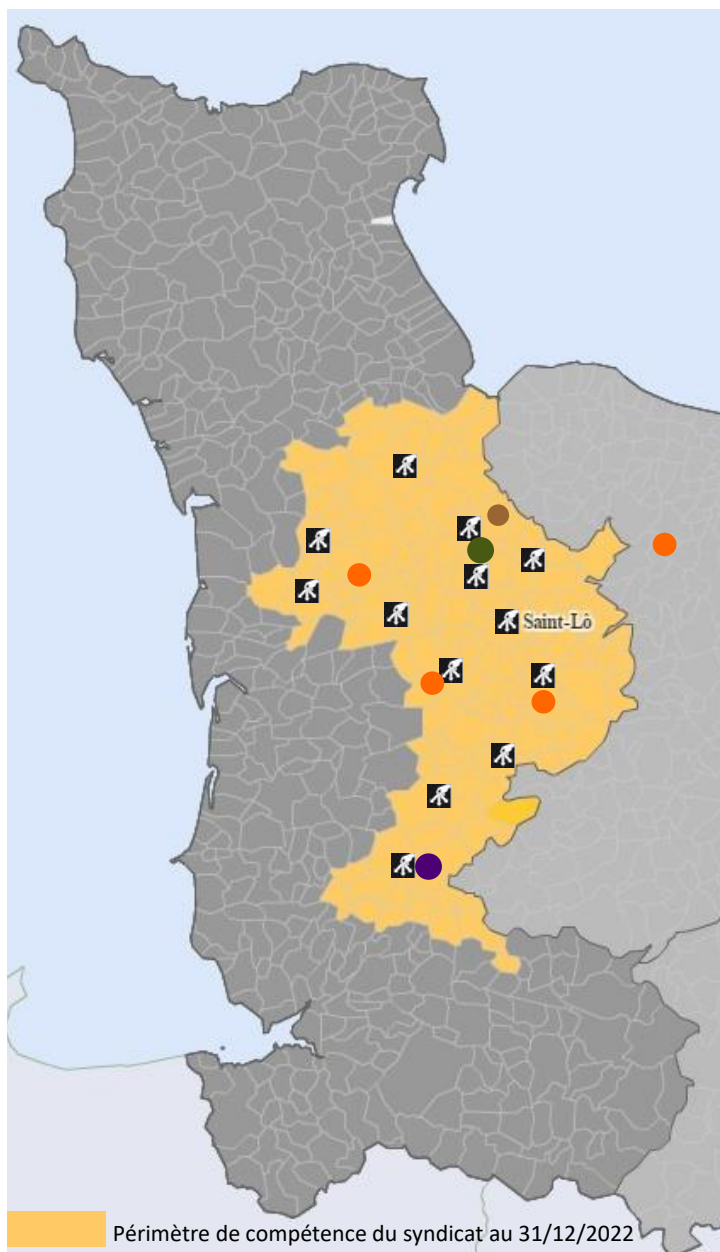 Saint-Lô
Périmètre de compétence du syndicat au 31/12/2022